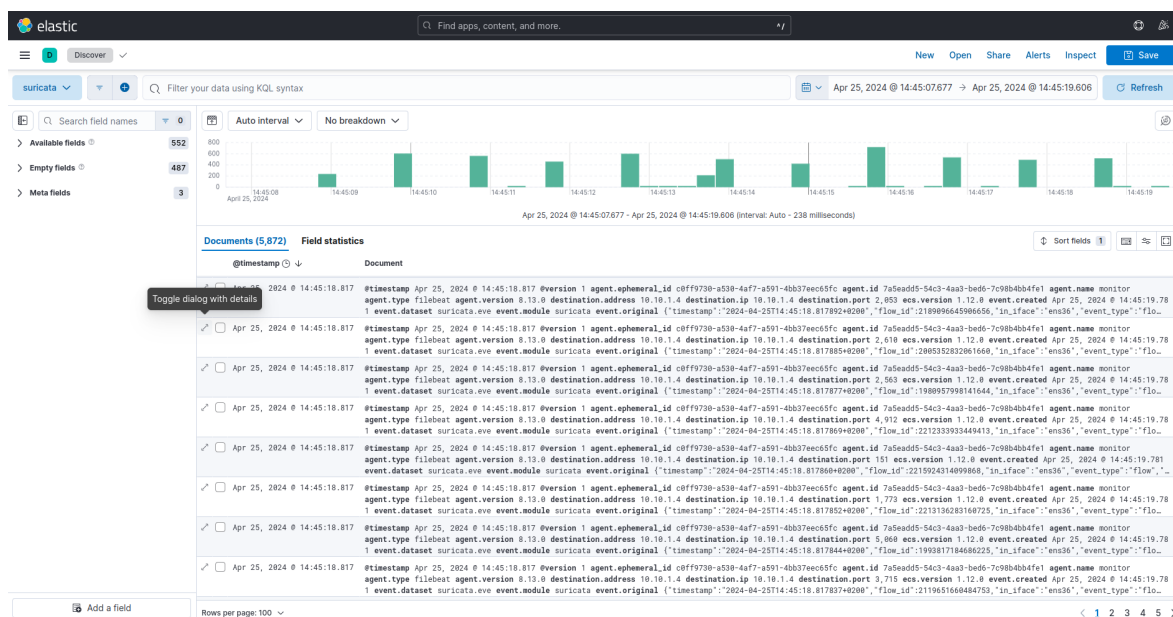 elastic
Find apps, content, and more.
^/
D Discover
New Open Share Alerts Inspect Save
suricata
Filter your data using KQL syntax
Apr 25, 2024 @ 14:45:07.677 → Apr 25, 2024 @ 14:45:19.606
Refresh
Search field names
0
Auto interval
No breakdown
Available fields 552
Empty fields 487
Meta fields 3
800
600
400
200
0
14:45:08 14:45:09 14:45:10 14:45:11 14:45:12 14:45:13 14:45:14 14:45:15 14:45:16 14:45:17 14:45:18 14:45:19
April 25, 2024
Apr 25, 2024 @ 14:45:07.677 - Apr 25, 2024 @ 14:45:19.606 (interval: Auto - 238 milliseconds)
Documents (5,872) Field statistics
Sort fields 1
@timestamp Document
Toggle dialog with details
Apr 25, 2024 @ 14:45:18.817 @timestamp Apr 25, 2024 @ 14:45:18.817 @version 1 agent.ephemeral_id c0ff9730-a530-4af7-a591-4bb37eec65fc agent.id 7a5eadd5-54c3-4aa3-bed6-7c98b4bb4fe1 agent.name monitor
agent.type filebeat agent.version 8.13.0 destination.address 10.10.1.4 destination.ip 10.10.1.4 destination.port 2,053 ecs.version 1.12.0 event.created Apr 25, 2024 @ 14:45:19.78
1 event.dataset suricata.eve event.module suricata event.original {"timestamp":"2024-04-25T14:45:18.817892+0200","flow_id":2189096645906656,"in_iface":"ens36","event_type":"flo…
Apr 25, 2024 @ 14:45:18.817 @timestamp Apr 25, 2024 @ 14:45:18.817 @version 1 agent.ephemeral_id c0ff9730-a530-4af7-a591-4bb37eec65fc agent.id 7a5eadd5-54c3-4aa3-bed6-7c98b4bb4fe1 agent.name monitor
agent.type filebeat agent.version 8.13.0 destination.address 10.10.1.4 destination.ip 10.10.1.4 destination.port 2,610 ecs.version 1.12.0 event.created Apr 25, 2024 @ 14:45:19.78
1 event.dataset suricata.eve event.module suricata event.original {"timestamp":"2024-04-25T14:45:18.817885+0200","flow_id":2005352832061660,"in_iface":"ens36","event_type":"flo…
Apr 25, 2024 @ 14:45:18.817 @timestamp Apr 25, 2024 @ 14:45:18.817 @version 1 agent.ephemeral_id c0ff9730-a530-4af7-a591-4bb37eec65fc agent.id 7a5eadd5-54c3-4aa3-bed6-7c98b4bb4fe1 agent.name monitor
agent.type filebeat agent.version 8.13.0 destination.address 10.10.1.4 destination.ip 10.10.1.4 destination.port 2,563 ecs.version 1.12.0 event.created Apr 25, 2024 @ 14:45:19.78
1 event.dataset suricata.eve event.module suricata event.original {"timestamp":"2024-04-25T14:45:18.817877+0200","flow_id":1980957998141644,"in_iface":"ens36","event_type":"flo…
Apr 25, 2024 @ 14:45:18.817 @timestamp Apr 25, 2024 @ 14:45:18.817 @version 1 agent.ephemeral_id c0ff9730-a530-4af7-a591-4bb37eec65fc agent.id 7a5eadd5-54c3-4aa3-bed6-7c98b4bb4fe1 agent.name monitor
agent.type filebeat agent.version 8.13.0 destination.address 10.10.1.4 destination.ip 10.10.1.4 destination.port 4,912 ecs.version 1.12.0 event.created Apr 25, 2024 @ 14:45:19.78
1 event.dataset suricata.eve event.module suricata event.original {"timestamp":"2024-04-25T14:45:18.817869+0200","flow_id":2212333933449413,"in_iface":"ens36","event_type":"flo…
Apr 25, 2024 @ 14:45:18.817 @timestamp Apr 25, 2024 @ 14:45:18.817 @version 1 agent.ephemeral_id c0ff9730-a530-4af7-a591-4bb37eec65fc agent.id 7a5eadd5-54c3-4aa3-bed6-7c98b4bb4fe1 agent.name monitor
agent.type filebeat agent.version 8.13.0 destination.address 10.10.1.4 destination.ip 10.10.1.4 destination.port 151 ecs.version 1.12.0 event.created Apr 25, 2024 @ 14:45:19.781
event.dataset suricata.eve event.module suricata event.original {"timestamp":"2024-04-25T14:45:18.817860+0200","flow_id":2215924314099868,"in_iface":"ens36","event_type":"flow","…
Apr 25, 2024 @ 14:45:18.817 @timestamp Apr 25, 2024 @ 14:45:18.817 @version 1 agent.ephemeral_id c0ff9730-a530-4af7-a591-4bb37eec65fc agent.id 7a5eadd5-54c3-4aa3-bed6-7c98b4bb4fe1 agent.name monitor
agent.type filebeat agent.version 8.13.0 destination.address 10.10.1.4 destination.ip 10.10.1.4 destination.port 1,773 ecs.version 1.12.0 event.created Apr 25, 2024 @ 14:45:19.78
1 event.dataset suricata.eve event.module suricata event.original {"timestamp":"2024-04-25T14:45:18.817852+0200","flow_id":2213136283160725,"in_iface":"ens36","event_type":"flo…
Apr 25, 2024 @ 14:45:18.817 @timestamp Apr 25, 2024 @ 14:45:18.817 @version 1 agent.ephemeral_id c0ff9730-a530-4af7-a591-4bb37eec65fc agent.id 7a5eadd5-54c3-4aa3-bed6-7c98b4bb4fe1 agent.name monitor
agent.type filebeat agent.version 8.13.0 destination.address 10.10.1.4 destination.ip 10.10.1.4 destination.port 5,060 ecs.version 1.12.0 event.created Apr 25, 2024 @ 14:45:19.78
1 event.dataset suricata.eve event.module suricata event.original {"timestamp":"2024-04-25T14:45:18.817844+0200","flow_id":1993817184686225,"in_iface":"ens36","event_type":"flo…
Apr 25, 2024 @ 14:45:18.817 @timestamp Apr 25, 2024 @ 14:45:18.817 @version 1 agent.ephemeral_id c0ff9730-a530-4af7-a591-4bb37eec65fc agent.id 7a5eadd5-54c3-4aa3-bed6-7c98b4bb4fe1 agent.name monitor
agent.type filebeat agent.version 8.13.0 destination.address 10.10.1.4 destination.ip 10.10.1.4 destination.port 3,715 ecs.version 1.12.0 event.created Apr 25, 2024 @ 14:45:19.78
1 event.dataset suricata.eve event.module suricata event.original {"timestamp":"2024-04-25T14:45:18.817837+0200","flow_id":2119651660484753,"in_iface":"ens36","event_type":"flo…
Add a field
Rows per page: 100
1 2 3 4 5